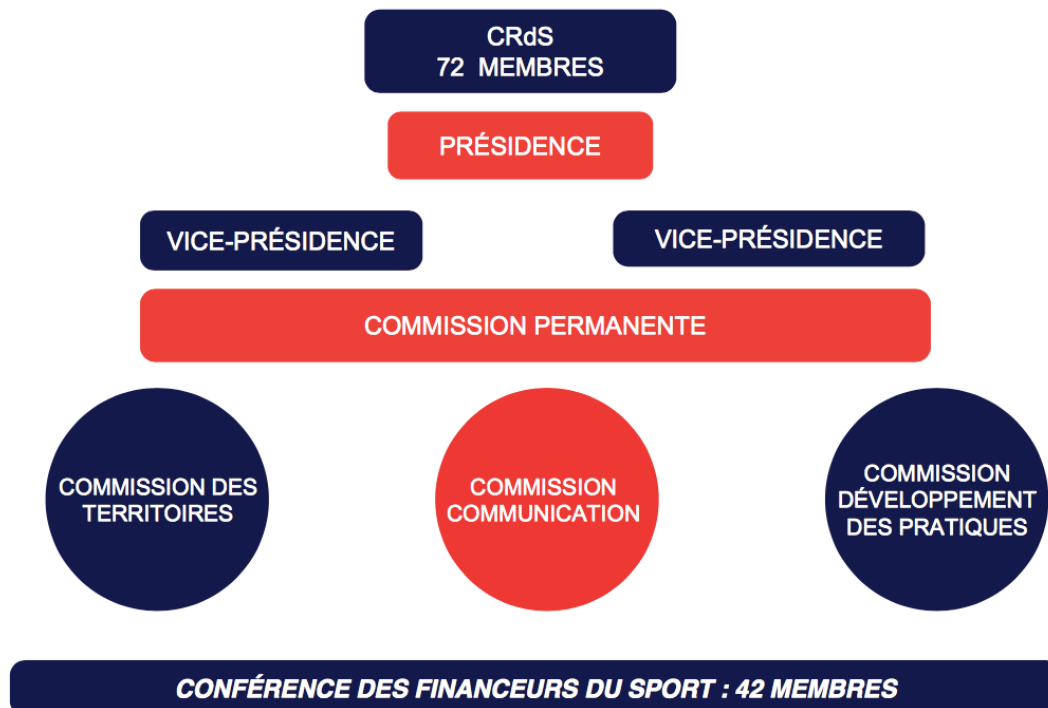 CRdS
72 MEMBRES
PRÉSIDENCE
VICE-PRÉSIDENCE
VICE-PRÉSIDENCE
COMMISSION PERMANENTE
COMMISSION DES
TERRITOIRES
COMMISSION
COMMUNICATION
COMMISSION
DÉVELOPPEMENT
DES PRATIQUES
CONFÉRENCE DES FINANCEURS DU SPORT : 42 MEMBRES